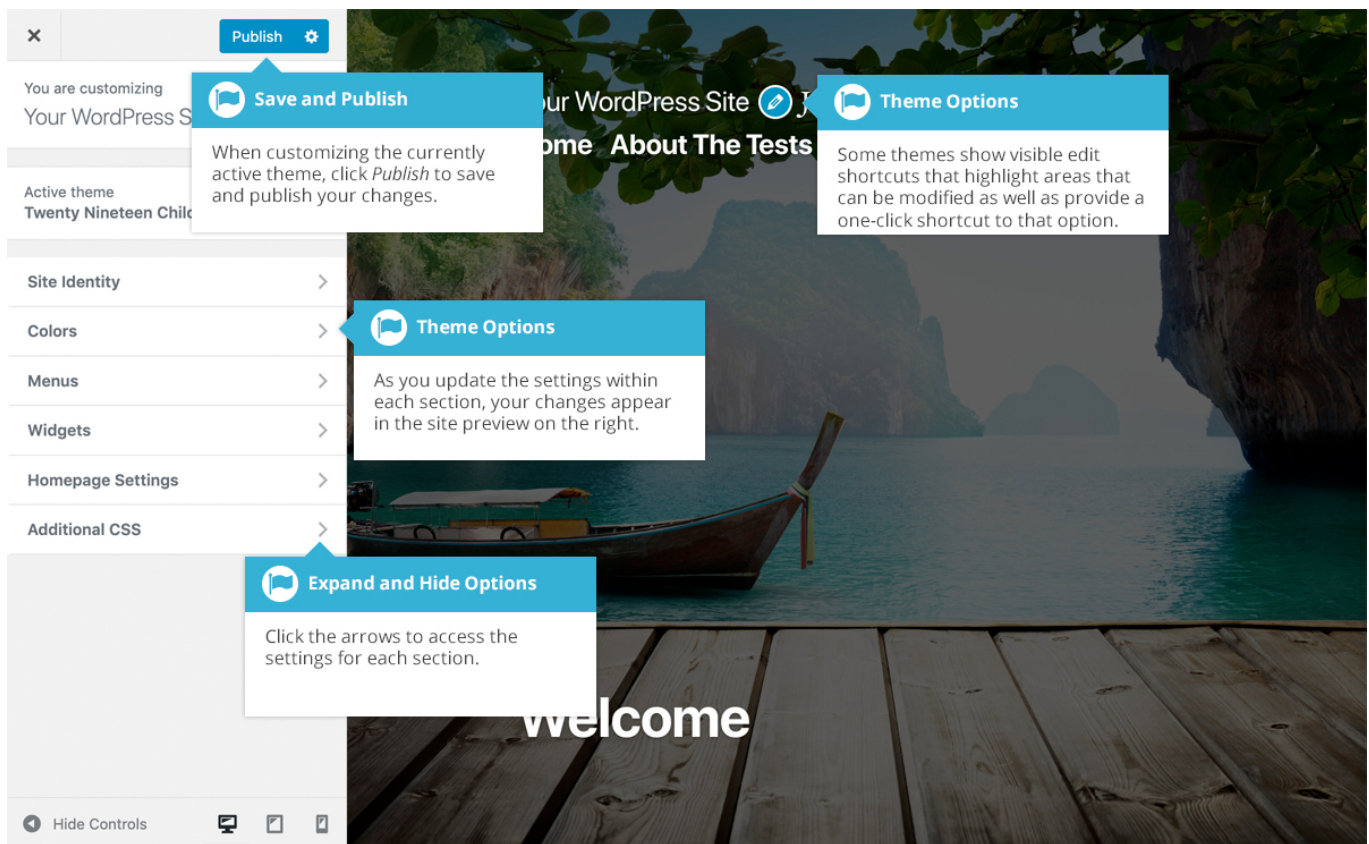 Publish
You are customizing
Your WordPress S
Active theme
Twenty Nineteen Chil
Save and Publish
When customizing the currently
active theme, click Publish to save
and publish your changes.
our WordPress Site
ome About The Tests
Theme Options
Some themes show visible edit
shortcuts that highlight areas that
can be modified as well as provide a
one-click shortcut to that option.
Site Identity
Colors
Menus
Widgets
Homepage Settings
Additional CSS
Theme Options
As you update the settings within
each section, your changes appear
in the site preview on the right.
Expand and Hide Options
Click the arrows to access the
settings for each section.
Welcome
Hide Controls